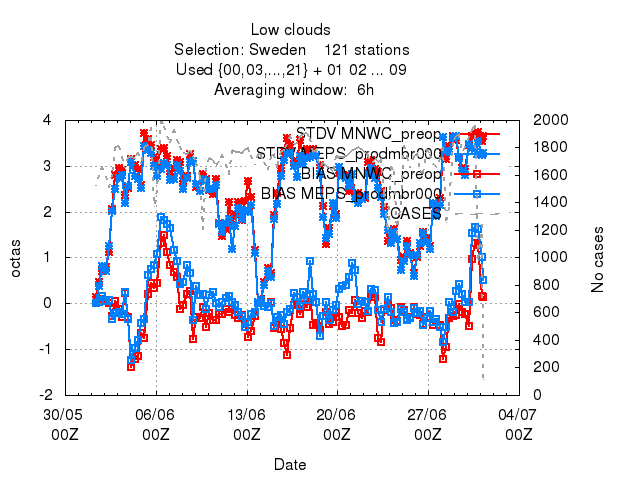 Low clouds
Selection: Sweden    121 stations
Used {00,03,...,21} + 01 02 ... 09
Averaging window:  6h
4
3
2
1
0
-1
-2
octas
2000
1800
1600
1400
1200
1000
800
600
400
200
0
No cases
STDV MNWC_preop
STDV MEPS_prodmbr000
BIAS MNWC_preop
BIAS MEPS_prodmbr000
CASES
30/05 06/06 13/06 20/06 27/06 04/07
00Z 00Z 00Z 00Z 00Z 00Z
Date